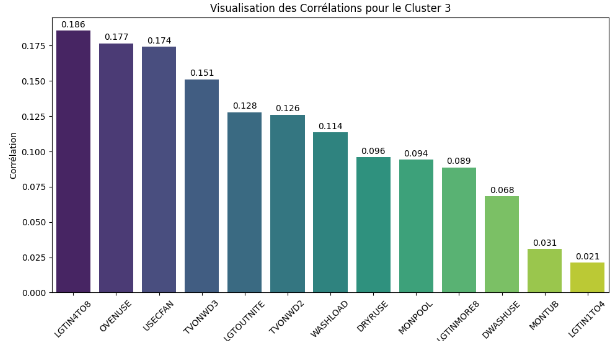 Visualisation des Corrélations pour le Cluster 3
0.186
0.177
0.174
0.151
0.128
0.126
0.114
0.096
0.094
0.089
0.068
0.031
0.021
Corrélation
0.175
0.150
0.125
0.100
0.075
0.050
0.025
0.000
LGTIN4TO8
OVENUSE
USECFAN
TVONWD3
LGTOUTNITE
TVONWD2
WASHLOAD
DRYRUSE
MONPOOL
LGTINMORE8
DWASHUSE
MONTUB
LGTIN1TO4